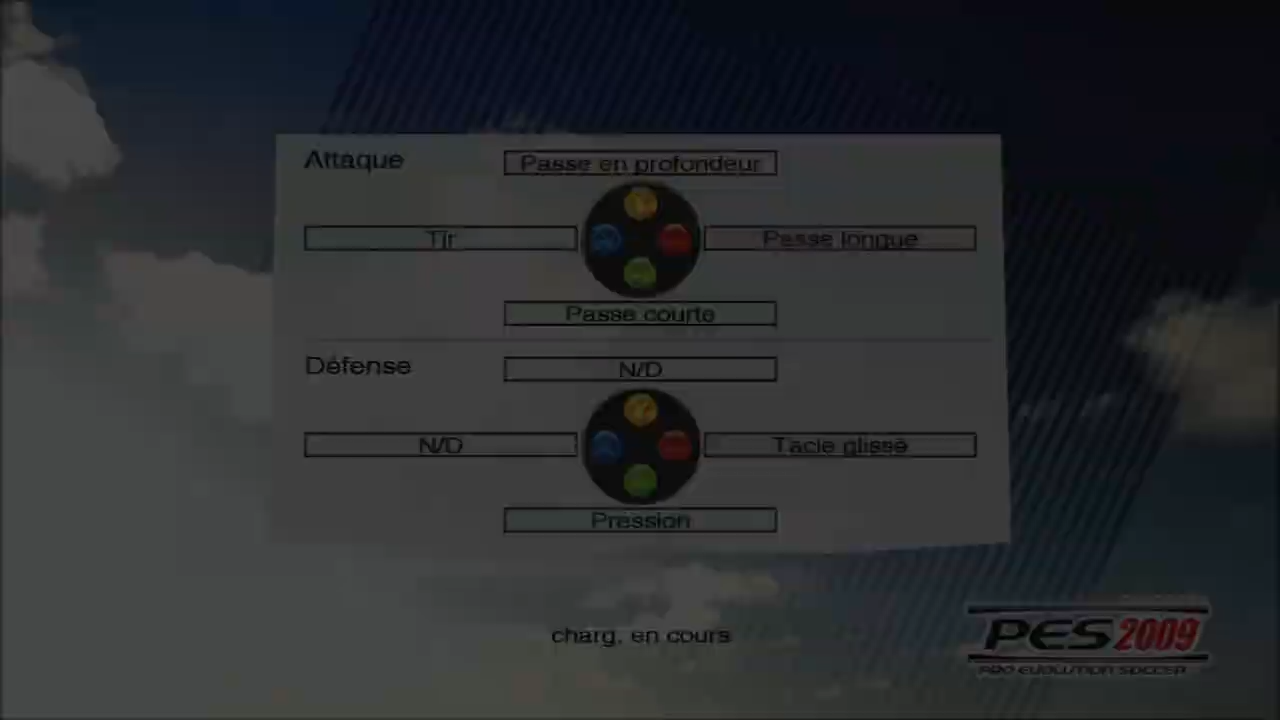 Attaque
Passe en profondeur
Tir
Passe longue
Passe courte
Défense
N/D
N/D
Tacle glissé
Pression
charg. en cours
PES 2009
PRO EVOLUTION SOCCER